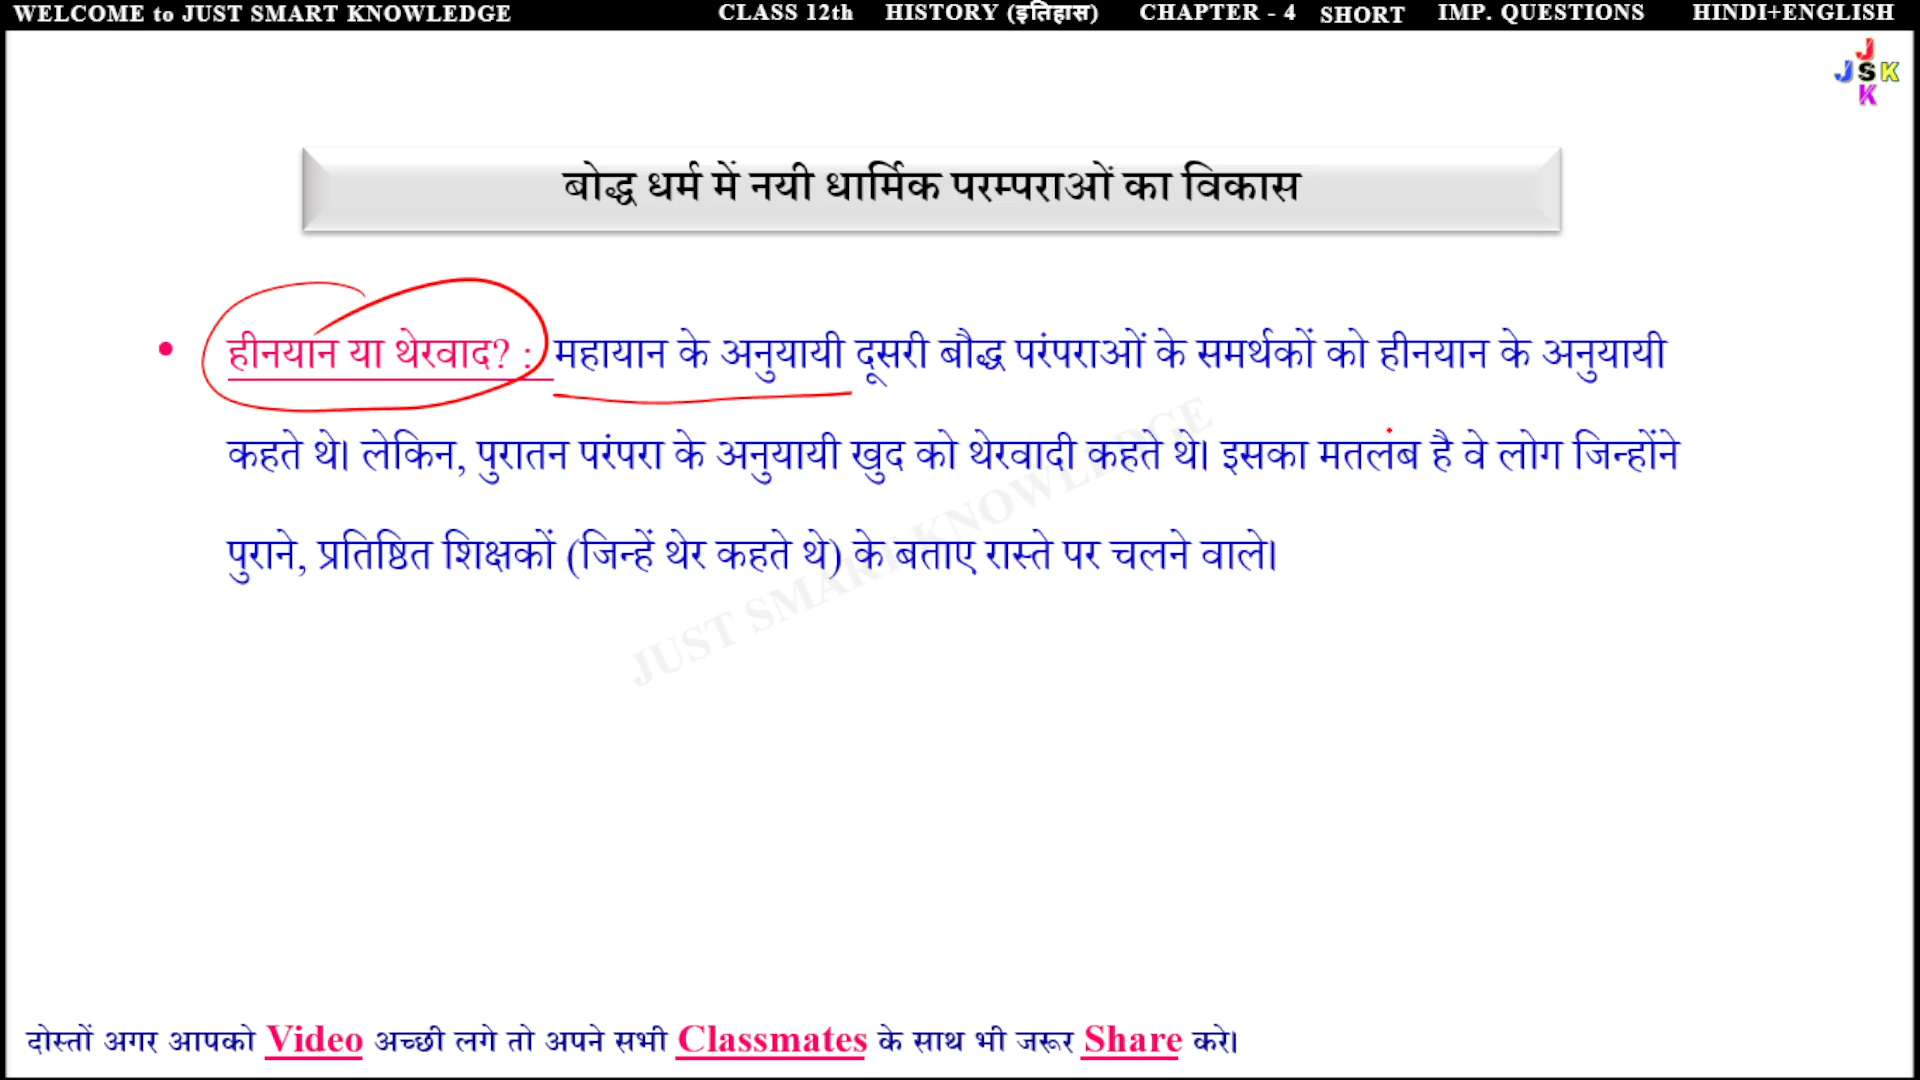 WELCOME to JUST SMART KNOWLEDGE CLASS 12th HISTORY (इतिहास) CHAPTER - 4 SHORT IMP. QUESTIONS HINDI+ENGLISH
J
JSK
K
बोद्ध धर्म में नयी धार्मिक परम्पराओं का विकास
• हीनयान या थेरवाद? : महायान के अनुयायी दूसरी बौद्ध परंपराओं के समर्थकों को हीनयान के अनुयायी
कहते थे। लेकिन, पुरातन परंपरा के अनुयायी खुद को थेरवादी कहते थे। इसका मतलब है वे लोग जिन्होंने
पुराने, प्रतिष्ठित शिक्षकों (जिन्हें थेर कहते थे) के बताए रास्ते पर चलने वाले।
JUST SMART KNOWLEDGE
दोस्तों अगर आपको Video अच्छी लगे तो अपने सभी Classmates के साथ भी जरूर Share करे।